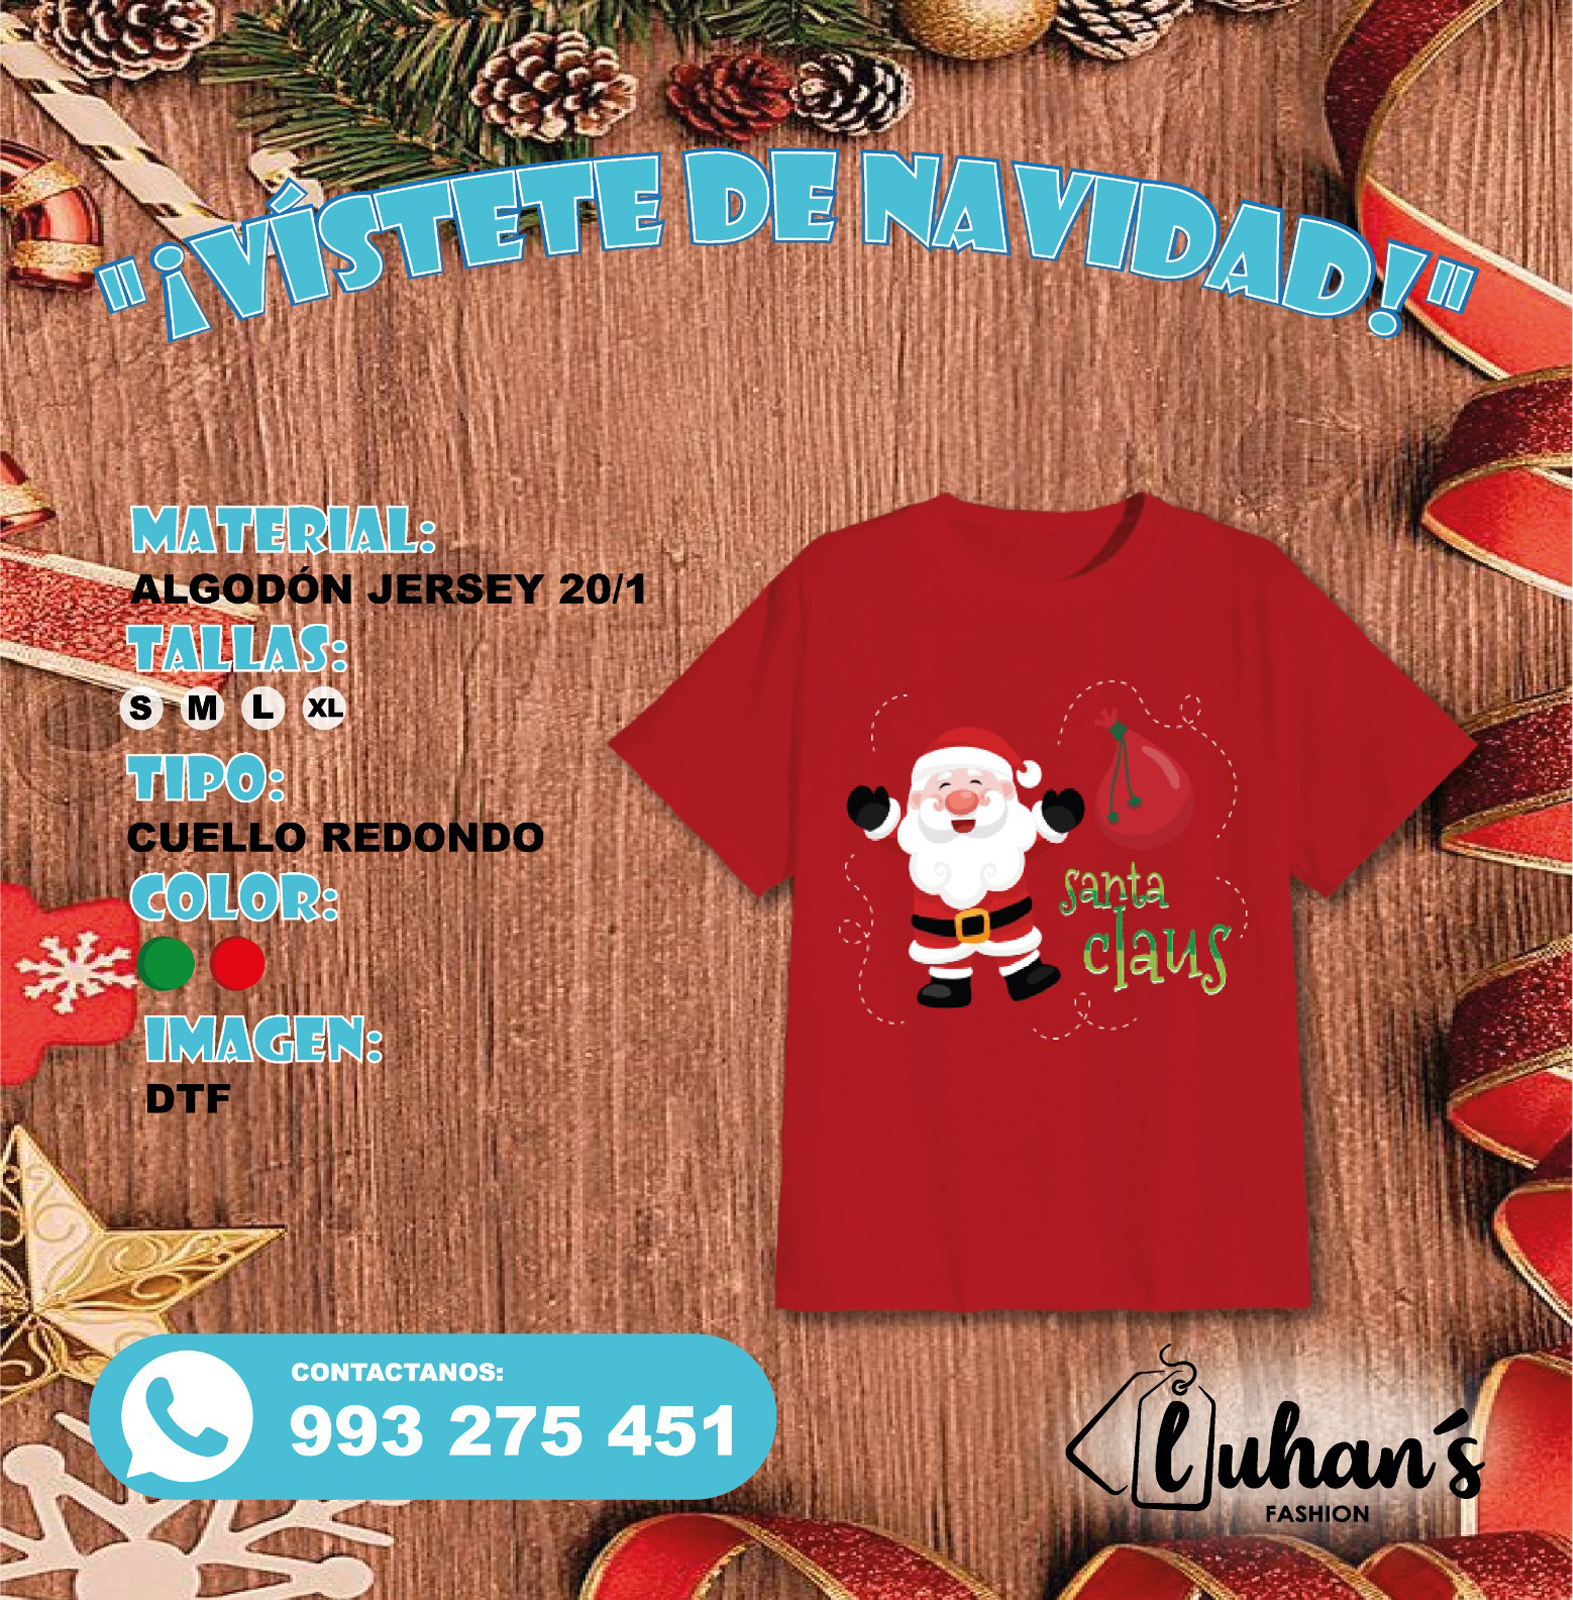 "¡VÍSTETE DE NAVIDAD!"
MATERIAL:
ALGODÓN JERSEY 20/1
TALLAS:
S M L XL
TIPO:
CUELLO REDONDO
COLOR:
IMAGEN:
DTF
santa
claus
CONTACTANOS:
993 275 451
luhan´s
FASHION